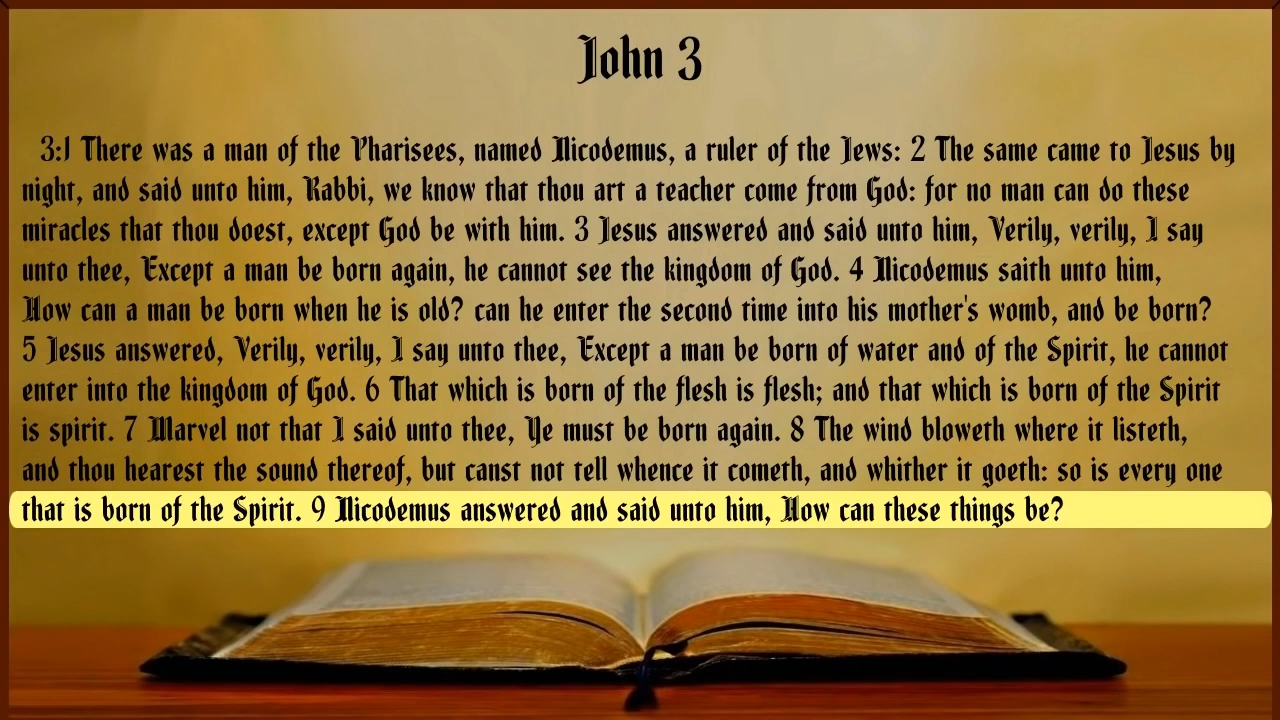 John 3
3:1 There was a man of the Pharisees, named Nicodemus, a ruler of the Jews: 2 The same came to Jesus by
night, and said unto him, Rabbi, we know that thou art a teacher come from God: for no man can do these
miracles that thou doest, except God be with him. 3 Jesus answered and said unto him, Verily, verily, I say
unto thee, Except a man be born again, he cannot see the kingdom of God. 4 Nicodemus saith unto him,
How can a man be born when he is old? can he enter the second time into his mother's womb, and be born?
5 Jesus answered, Verily, verily, I say unto thee, Except a man be born of water and of the Spirit, he cannot
enter into the kingdom of God. 6 That which is born of the flesh is flesh; and that which is born of the Spirit
is spirit. 7 Marvel not that I said unto thee, Ye must be born again. 8 The wind bloweth where it listeth,
and thou hearest the sound thereof, but canst not tell whence it cometh, and whither it goeth: so is every one
that is born of the Spirit. 9 Nicodemus answered and said unto him, How can these things be?